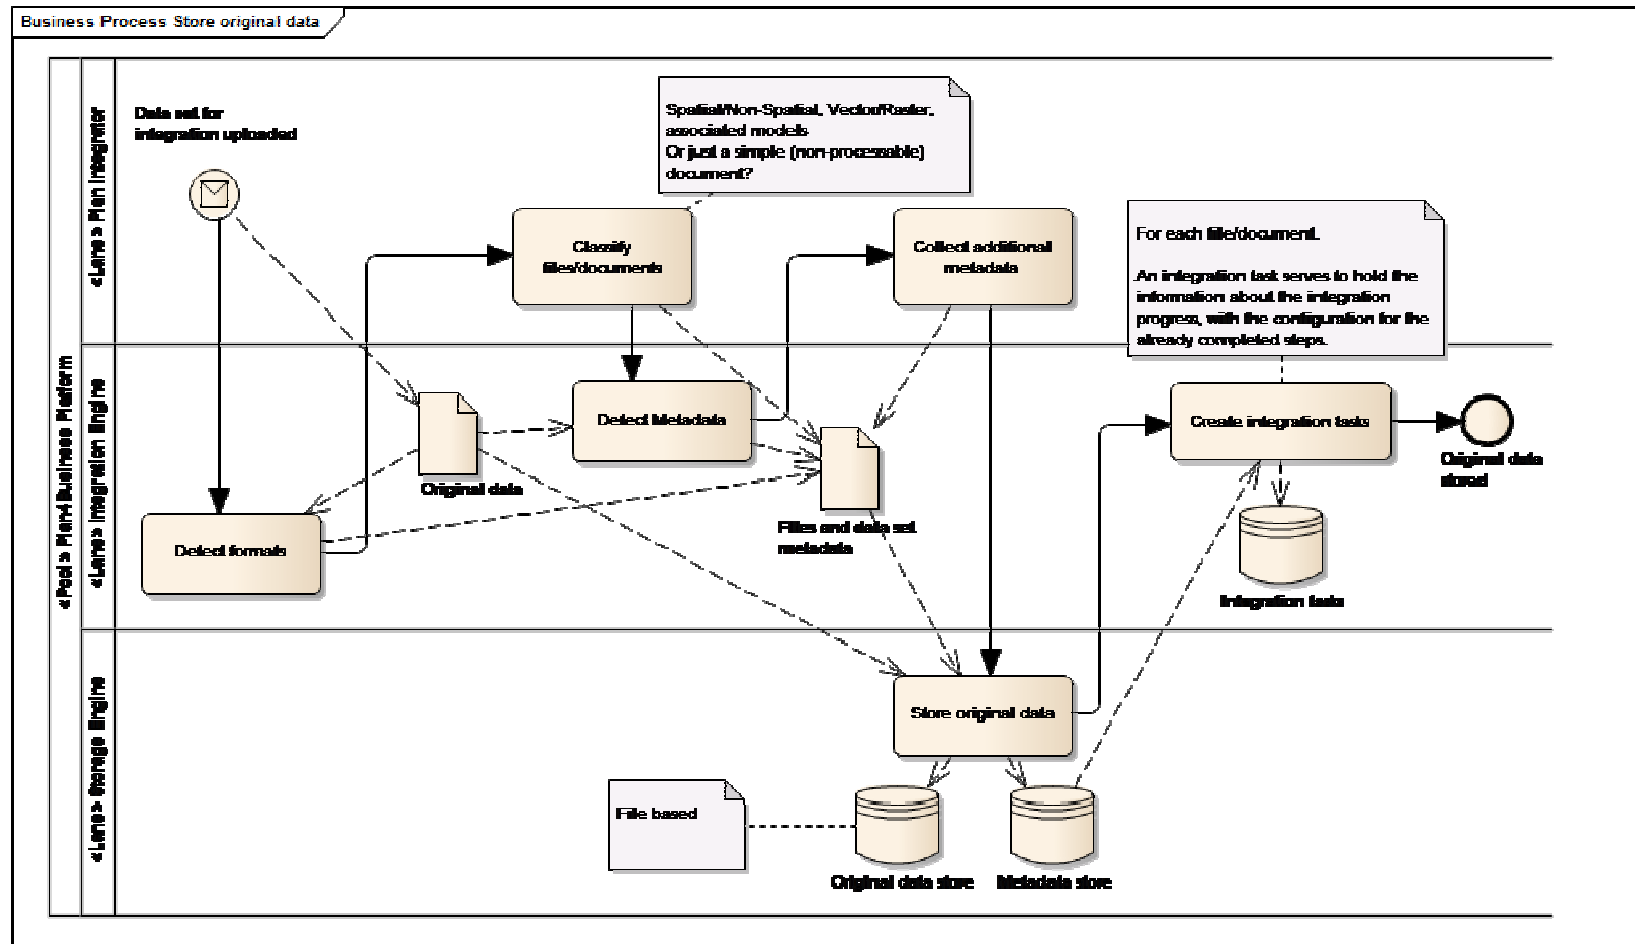 Business Process Store original data
«Pool» Plan4Business Platform
«Lane» Plan Integrator
Data set for
integration uploaded
Spatial/Non-Spatial, Vector/Raster,
associated models
Or just a simple (non-processable)
document?
Classify
files/documents
Collect additional
metadata
For each file/document.
An integration task serves to hold the
information about the integration
progress, with the configuration for the
already completed steps.
«Lane» Integration Engine
Detect Metadata
Create integration tasks
Original data
stored
Original data
Files and data set
metadata
Detect formats
Integration tasks
«Lane» Storage Engine
Store original data
File based
Original data store
Metadata store